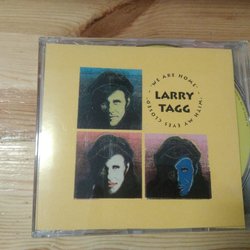 "WE ARE HOME" - "WITH MY EYES CLOSED" -
LARRY
TAGG